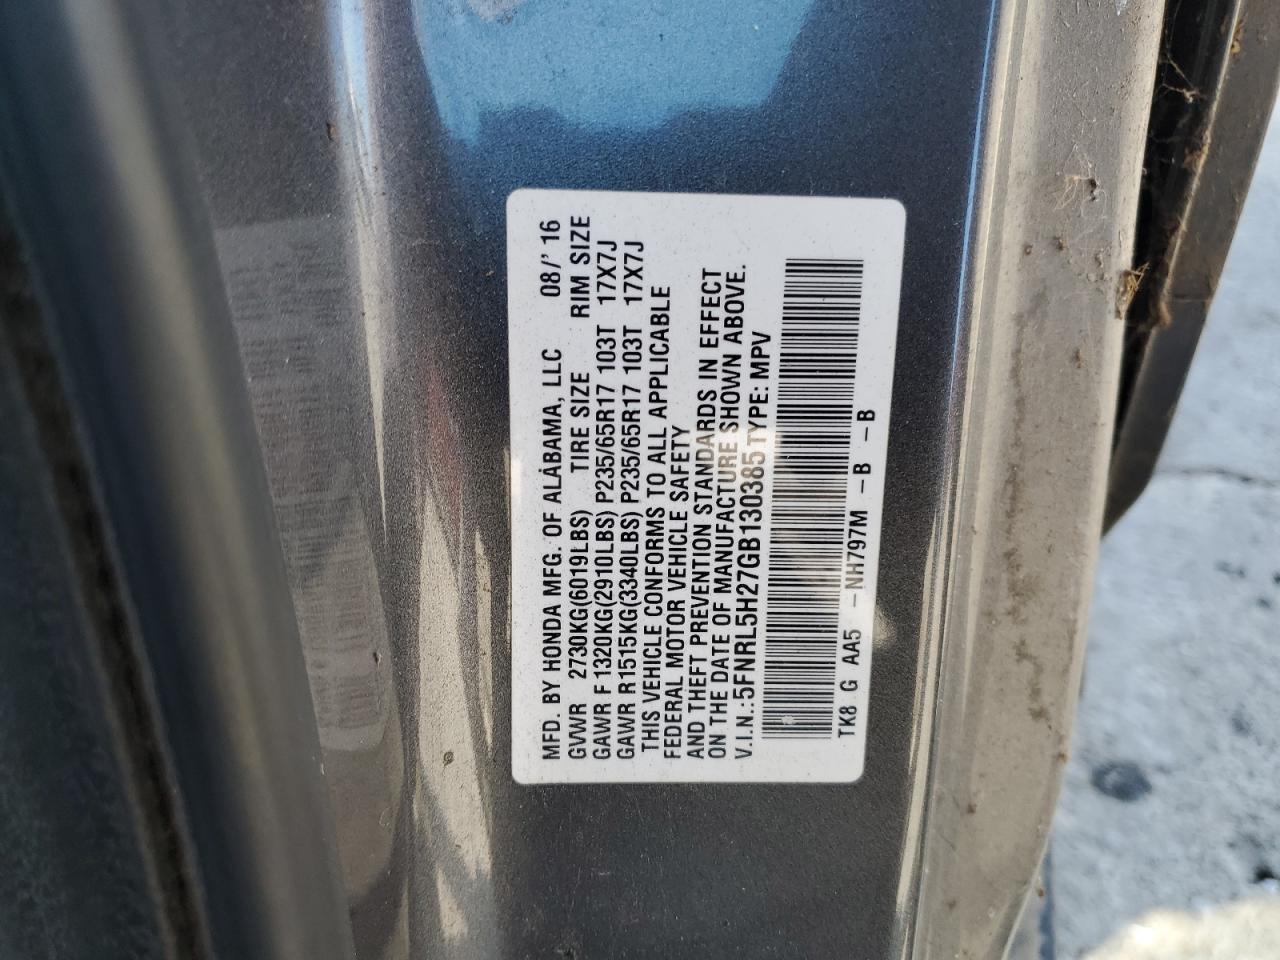 MFD. BY HONDA MFG. OF ALABAMA, LLC 08/' 16
GVWR 2730KG(6019LBS) TIRE SIZE RIM SIZE
GAWR F 1320KG(2910LBS) P235/65R17 103T 17X7J
GAWR R1515KG(3340LBS) P235/65R17 103T 17X7J
THIS VEHICLE CONFORMS TO ALL APPLICABLE
FEDERAL MOTOR VEHICLE SAFETY
AND THEFT PREVENTION STANDARDS IN EFFECT
ON THE DATE OF MANUFACTURE SHOWN ABOVE.
V.I.N.:5FNRL5H27GB130385TYPE: MPV
TK8 G AA5 -NH797M -B -B